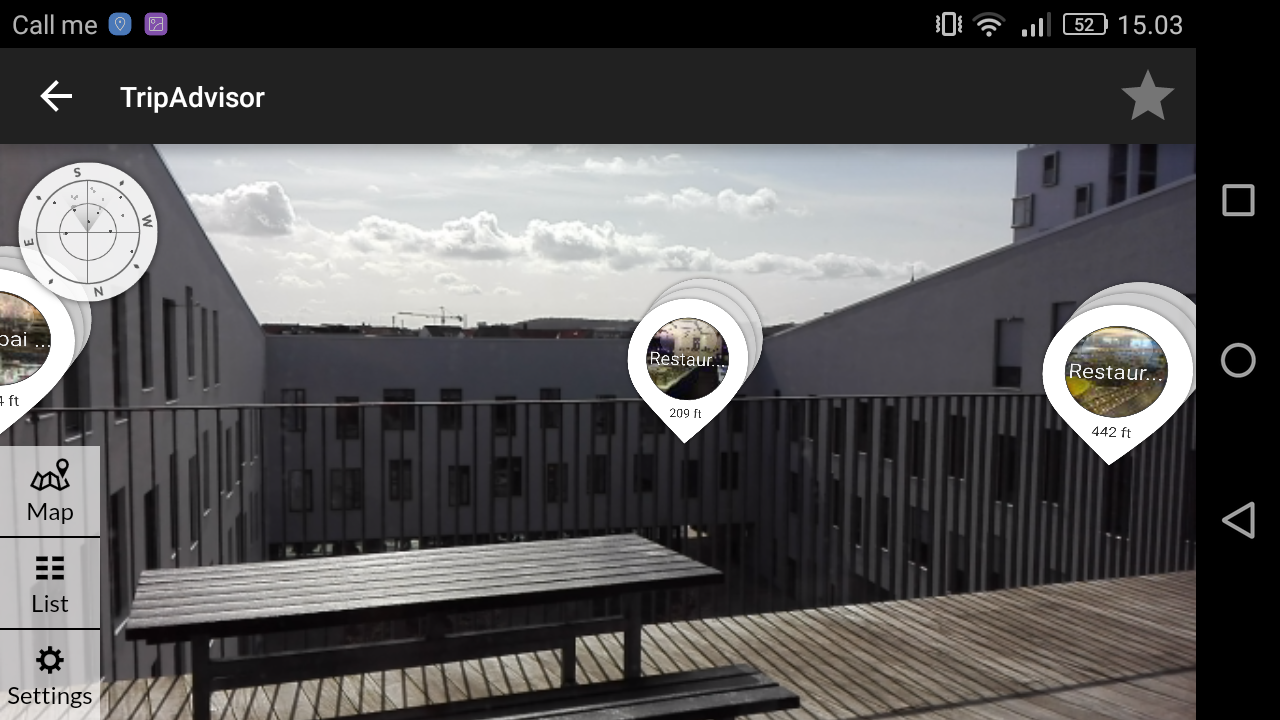 Call me
52 15.03
TripAdvisor
S
W
E
N
pai ...
4 ft
Restaur...
209 ft
Restaur...
442 ft
Map
List
Settings